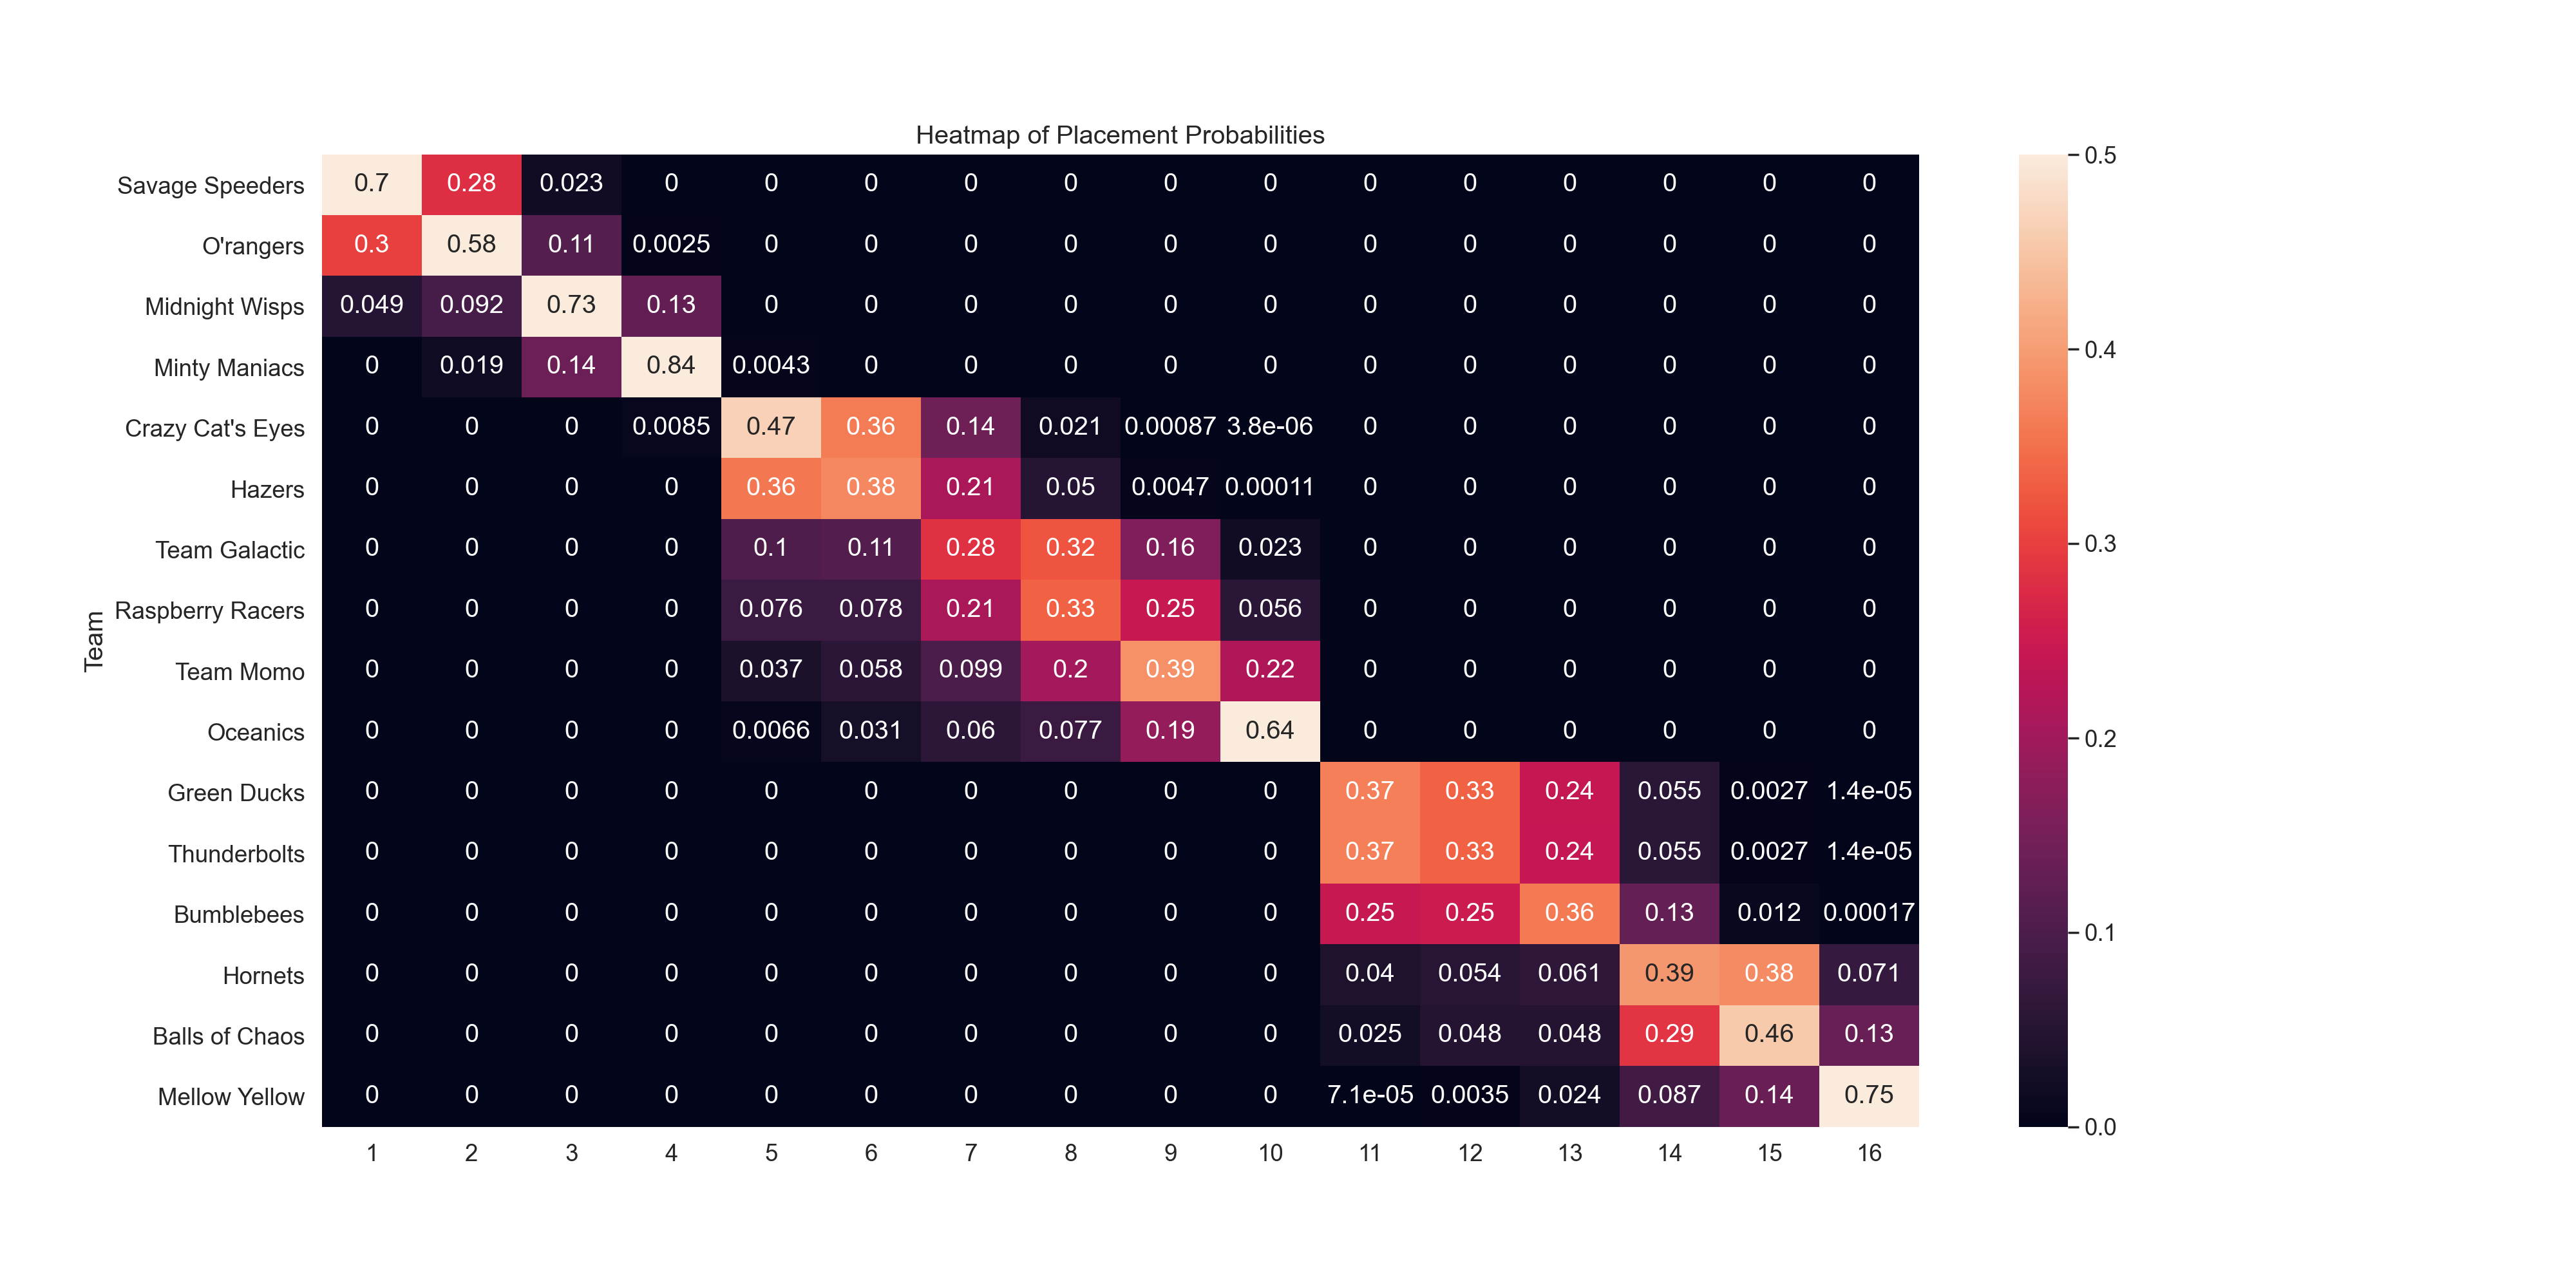 Heatmap of Placement Probabilities
Savage Speeders 0.7 0.28 0.023 0 0 0 0 0 0 0 0 0 0 0 0 0
O'rangers 0.3 0.58 0.11 0.0025 0 0 0 0 0 0 0 0 0 0 0 0
Midnight Wisps 0.049 0.092 0.73 0.13 0 0 0 0 0 0 0 0 0 0 0 0
Minty Maniacs 0 0.019 0.14 0.84 0.0043 0 0 0 0 0 0 0 0 0 0 0
Crazy Cat's Eyes 0 0 0 0.0085 0.47 0.36 0.14 0.021 0.00087 3.8e-06 0 0 0 0 0 0
Hazers 0 0 0 0 0.36 0.38 0.21 0.05 0.0047 0.00011 0 0 0 0 0 0
Team Galactic 0 0 0 0 0.1 0.11 0.28 0.32 0.16 0.023 0 0 0 0 0 0
Raspberry Racers 0 0 0 0 0.076 0.078 0.21 0.33 0.25 0.056 0 0 0 0 0 0
Team Momo 0 0 0 0 0.037 0.058 0.099 0.2 0.39 0.22 0 0 0 0 0 0
Oceanics 0 0 0 0 0.0066 0.031 0.06 0.077 0.19 0.64 0 0 0 0 0 0
Green Ducks 0 0 0 0 0 0 0 0 0 0 0.37 0.33 0.24 0.055 0.0027 1.4e-05
Thunderbolts 0 0 0 0 0 0 0 0 0 0 0.37 0.33 0.24 0.055 0.0027 1.4e-05
Bumblebees 0 0 0 0 0 0 0 0 0 0 0.25 0.25 0.36 0.13 0.012 0.00017
Hornets 0 0 0 0 0 0 0 0 0 0 0.04 0.054 0.061 0.39 0.38 0.071
Balls of Chaos 0 0 0 0 0 0 0 0 0 0 0.025 0.048 0.048 0.29 0.46 0.13
Mellow Yellow 0 0 0 0 0 0 0 0 0 0 7.1e-05 0.0035 0.024 0.087 0.14 0.75
1 2 3 4 5 6 7 8 9 10 11 12 13 14 15 16
Team
0.5
0.4
0.3
0.2
0.1
0.0